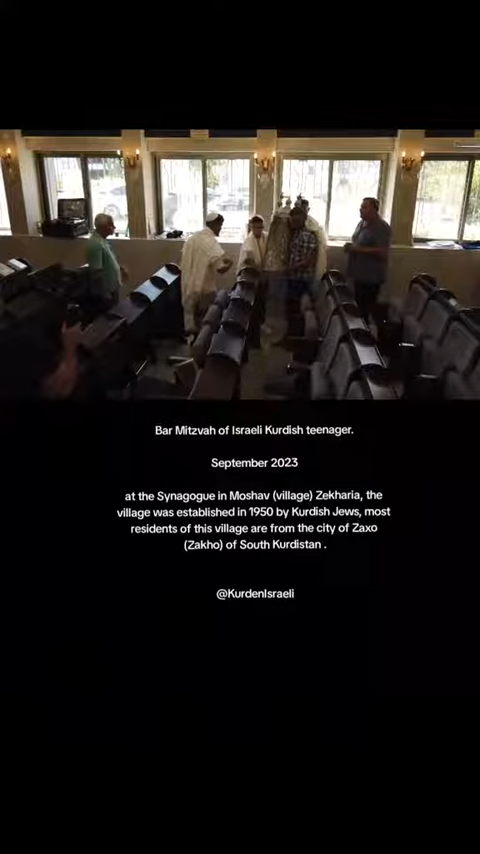 Bar Mitzvah of Israeli Kurdish teenager.
September 2023
at the Synagogue in Moshav (village) Zekharia, the
village was established in 1950 by Kurdish Jews, most
residents of this village are from the city of Zaxo
(Zakho) of South Kurdistan .
@KurdenIsraeli